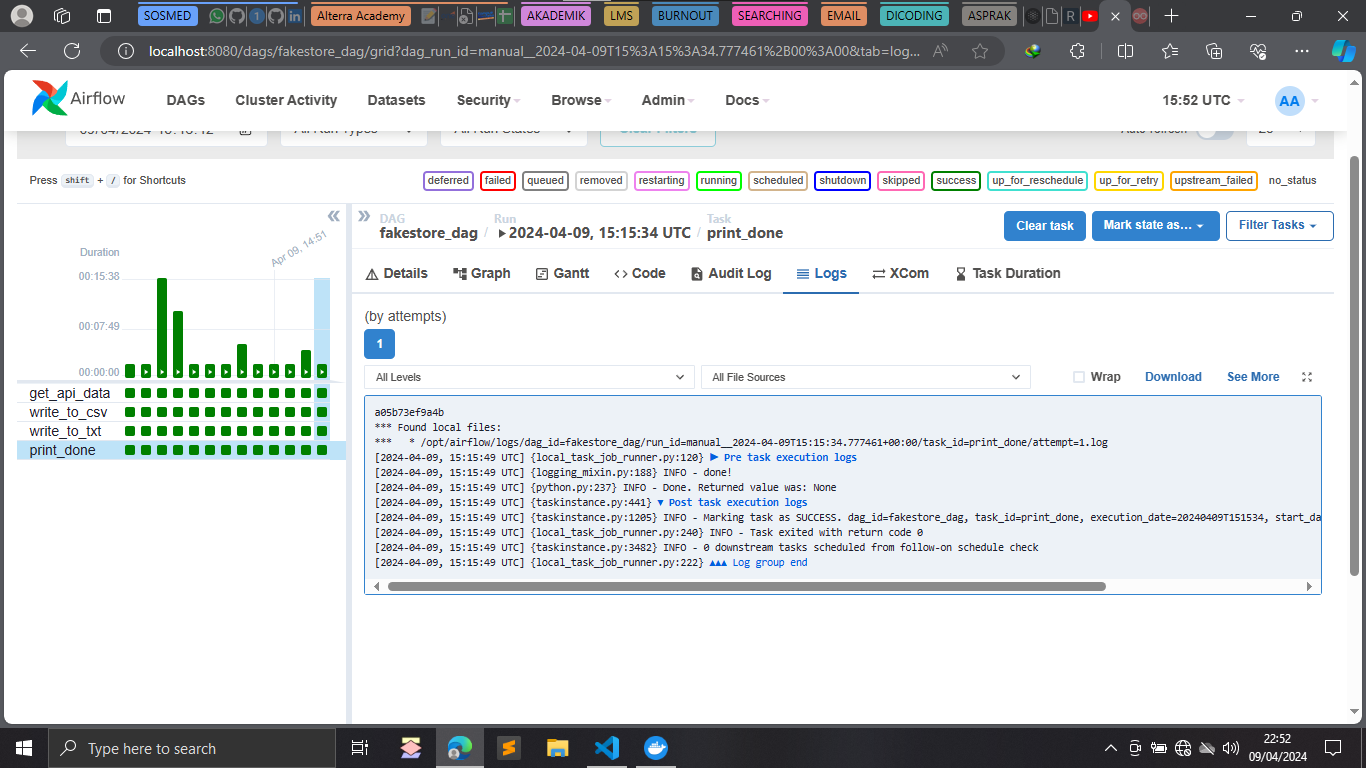 SOSMED
Alterra Academy
AKADEMIK
LMS
BURNOUT
SEARCHING
EMAIL
DICODING
ASPRAK
localhost:8080/dags/fakestore_dag/grid?dag_run_id=manual__2024-04-09T15%3A15%3A34.777461%2B00%3A00&tab=log...
Airflow
DAGs
Cluster Activity
Datasets
Security
Browse
Admin
Docs
15:52 UTC
AA
Press shift + / for Shortcuts
deferred
failed
queued
removed
restarting
running
scheduled
shutdown
skipped
success
up_for_reschedule
up_for_retry
upstream_failed
no_status
Duration
Apr 09, 14:51
00:15:38
00:07:49
00:00:00
get_api_data
write_to_csv
write_to_txt
print_done
DAG
fakestore_dag
/
Run
2024-04-09, 15:15:34 UTC
/
Task
print_done
Clear task
Mark state as...
Filter Tasks
Details
Graph
Gantt
Code
Audit Log
Logs
XCom
Task Duration
(by attempts)
1
All Levels
All File Sources
Wrap
Download
See More
a05b73ef9a4b
*** Found local files:
***   * /opt/airflow/logs/dag_id=fakestore_dag/run_id=manual__2024-04-09T15:15:34.777461+00:00/task_id=print_done/attempt=1.log
[2024-04-09, 15:15:49 UTC] {local_task_job_runner.py:120} ▶ Pre task execution logs
[2024-04-09, 15:15:49 UTC] {logging_mixin.py:188} INFO - done!
[2024-04-09, 15:15:49 UTC] {python.py:237} INFO - Done. Returned value was: None
[2024-04-09, 15:15:49 UTC] {taskinstance.py:441} ▼ Post task execution logs
[2024-04-09, 15:15:49 UTC] {taskinstance.py:1205} INFO - Marking task as SUCCESS. dag_id=fakestore_dag, task_id=print_done, execution_date=20240409T151534, start_da
[2024-04-09, 15:15:49 UTC] {local_task_job_runner.py:240} INFO - Task exited with return code 0
[2024-04-09, 15:15:49 UTC] {taskinstance.py:3482} INFO - 0 downstream tasks scheduled from follow-on schedule check
[2024-04-09, 15:15:49 UTC] {local_task_job_runner.py:222} ▲▲▲ Log group end
Type here to search
22:52
09/04/2024